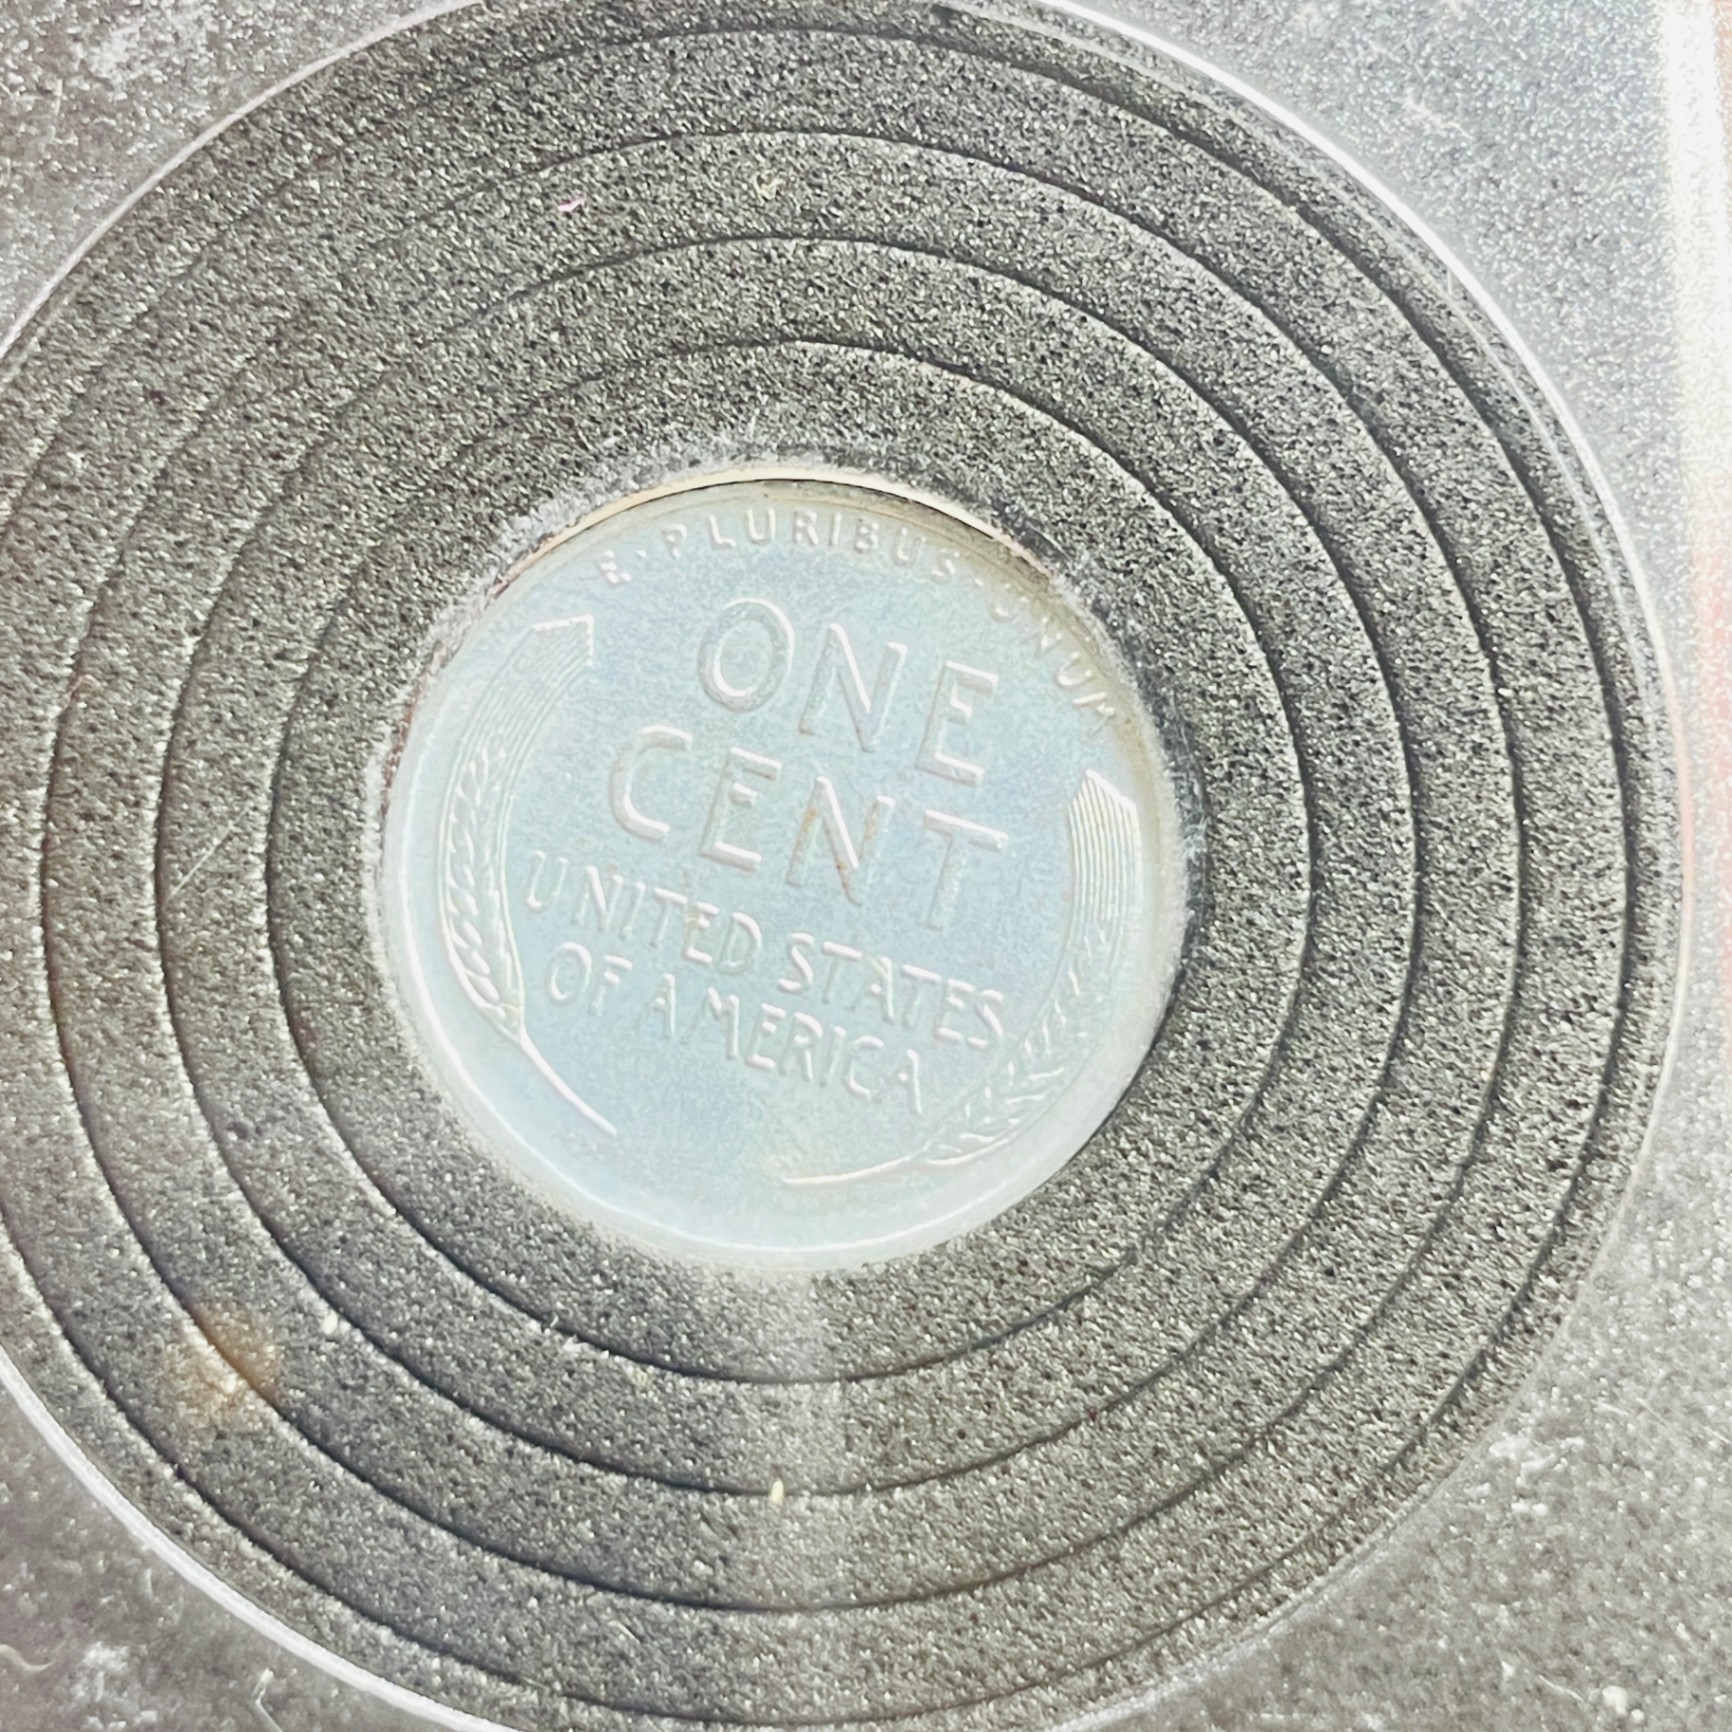 E·PLURIBUS·UNUM
ONE
CENT
UNITED STATES
OF AMERICA